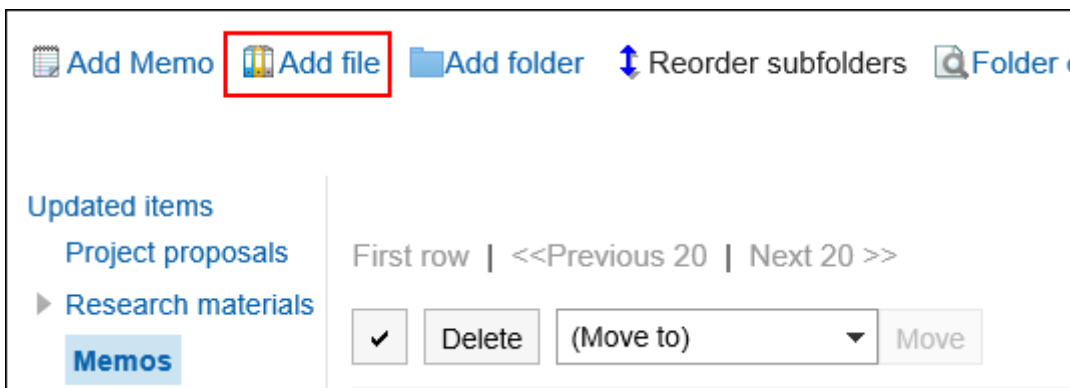 Add Memo Add file Add folder Reorder subfolders Folder
Updated items
Project proposals
Research materials
Memos
First row | <<Previous 20 | Next 20 >>
Delete (Move to) Move